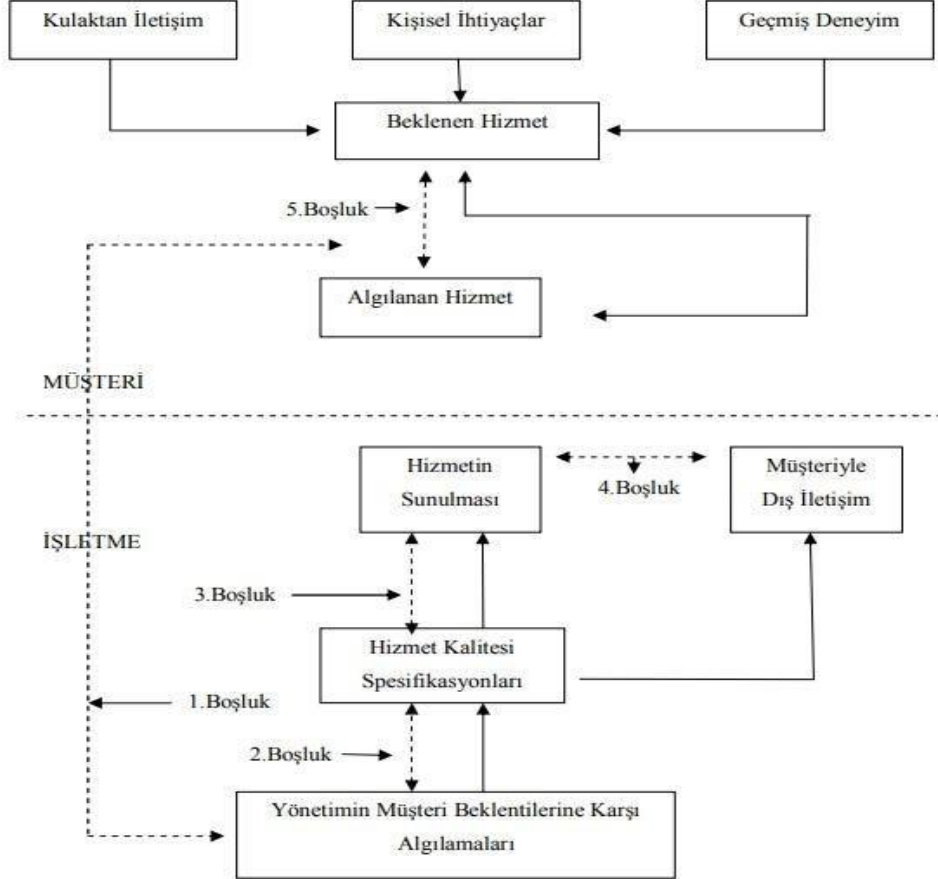 Kulaktan İletişim
Kişisel İhtiyaçlar
Geçmiş Deneyim
Beklenen Hizmet
5.Boşluk
Algılanan Hizmet
MÜŞTERİ
Hizmetin
Sunulması
4.Boşluk
Müşteriyle
Dış İletişim
İŞLETME
3.Boşluk
Hizmet Kalitesi
Spesifikasyonları
1.Boşluk
2.Boşluk
Yönetimin Müşteri Beklentilerine Karşı
Algılamaları